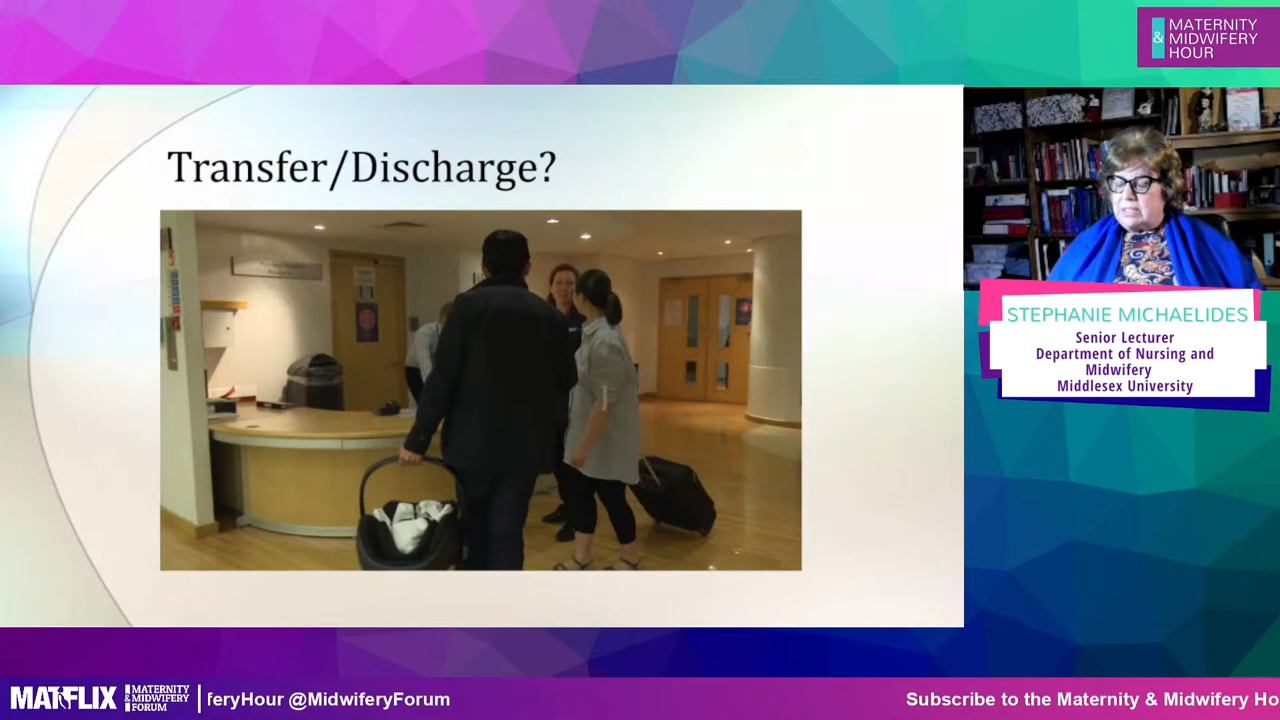 MATERNITY
& MIDWIFERY
HOUR
Transfer/Discharge?
STEPHANIE MICHAELIDES
Senior Lecturer
Department of Nursing and
Midwifery
Middlesex University
MATFLIX
MATERNITY
& MIDWIFERY
FORUM
feryHour @MidwiferyForum
Subscribe to the Maternity & Midwifery Ho